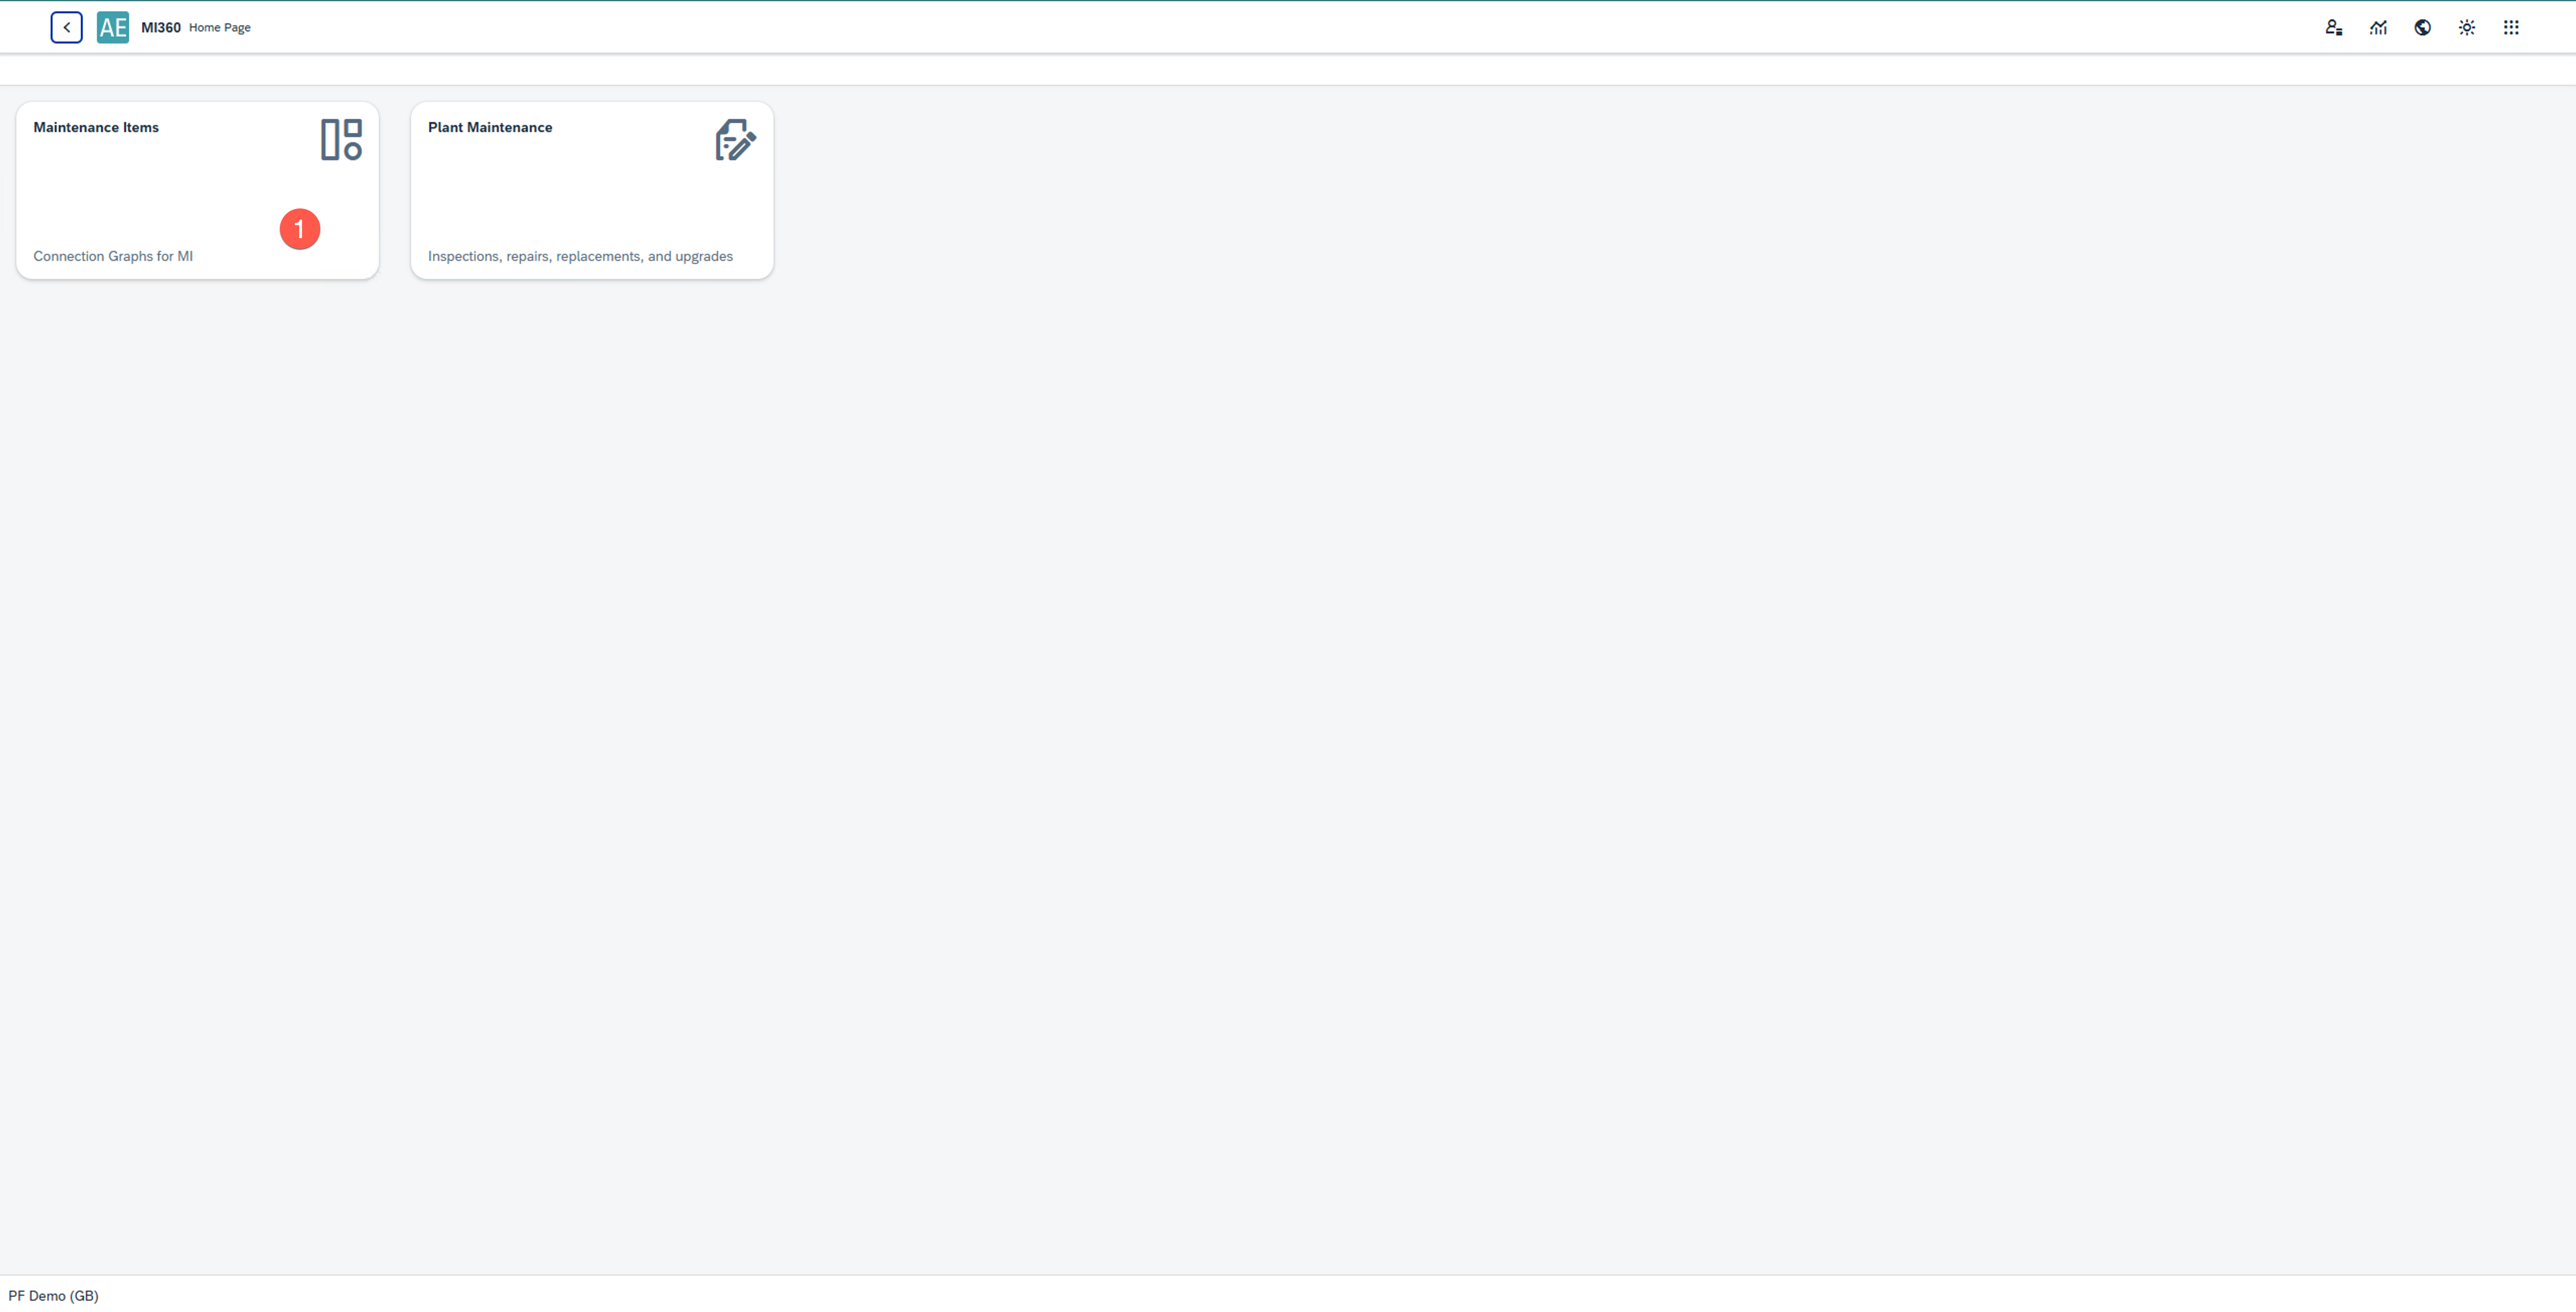 AE MI360 Home Page
Maintenance Items
Plant Maintenance
1
Connection Graphs for MI
Inspections, repairs, replacements, and upgrades
PF Demo (GB)